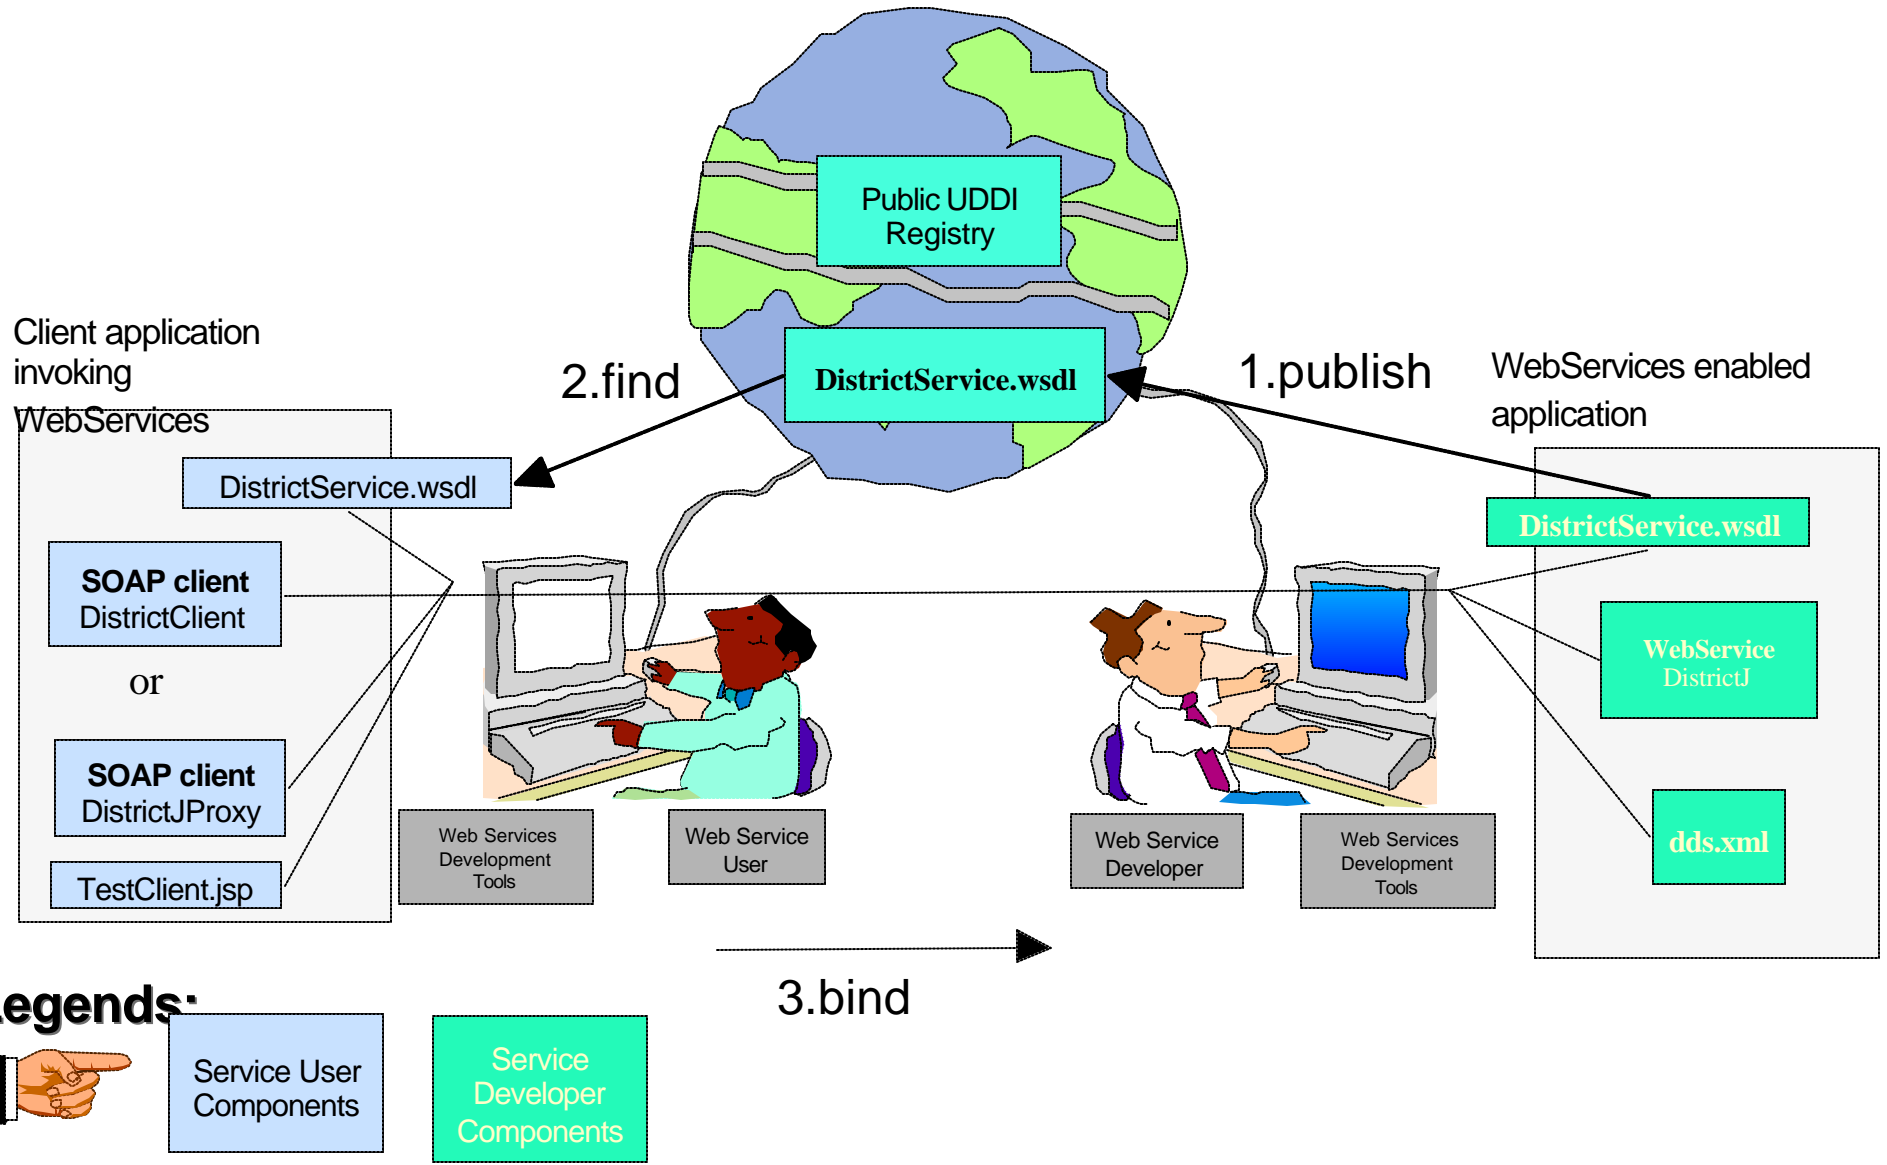 Public UDDI
Registry
Client application
invoking
WebServices
2.find
DistrictService.wsdl
1.publish
WebServices enabled
application
DistrictService.wsdl
DistrictService.wsdl
SOAP client
DistrictClient
or
SOAP client
DistrictJProxy
TestClient.jsp
WebService
DistrictJ
dds.xml
Web Services
Development
Tools
Web Service
User
Web Service
Developer
Web Services
Development
Tools
3.bind
egends:
Service User
Components
Service
Developer
Components